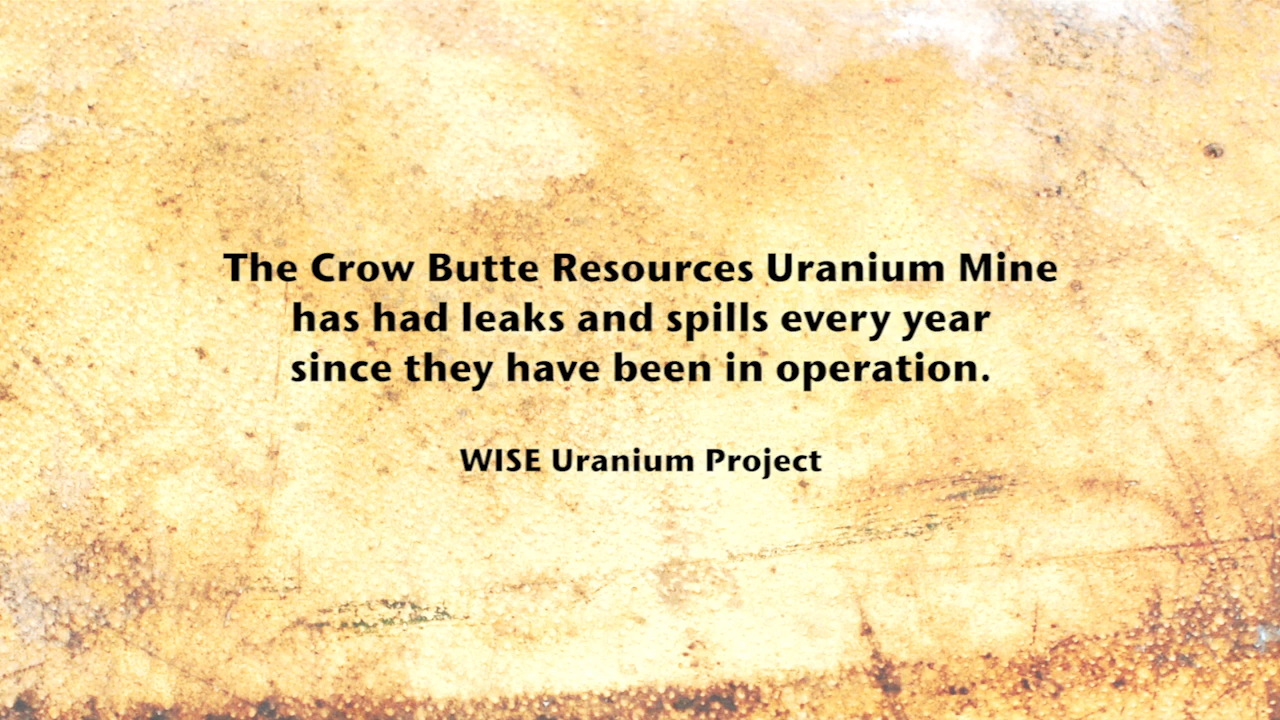 The Crow Butte Resources Uranium Mine
has had leaks and spills every year
since they have been in operation.
WISE Uranium Project